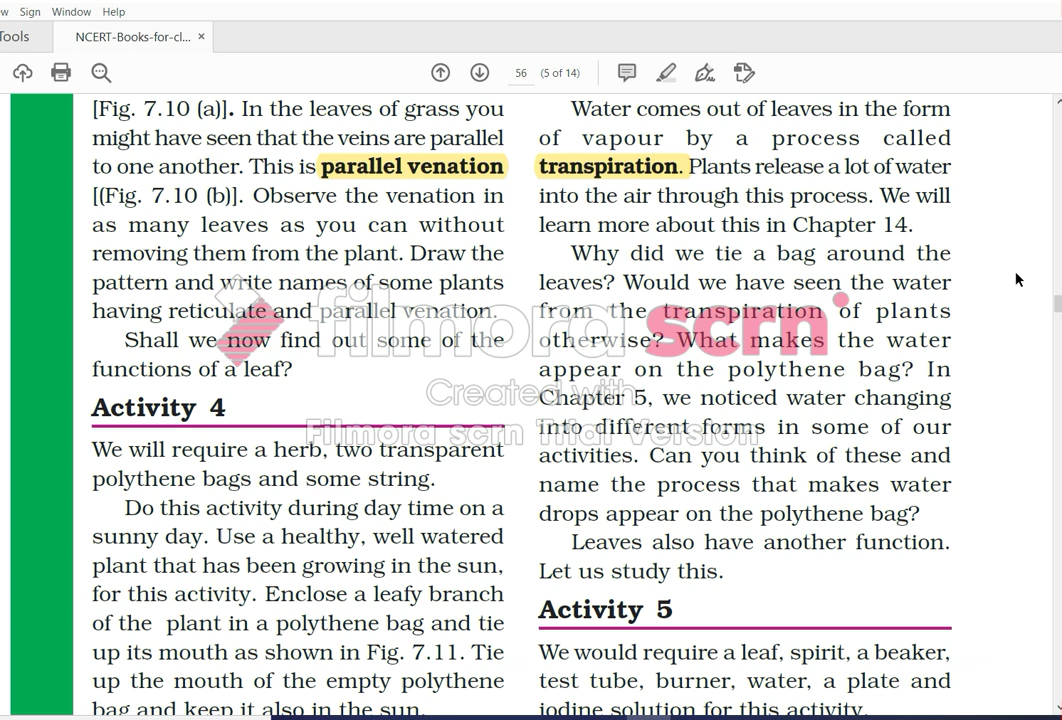 ew Sign Window Help
Tools NCERT-Books-for-cl... ×
56 (5 of 14)
[Fig. 7.10 (a)]. In the leaves of grass you
might have seen that the veins are parallel
to one another. This is parallel venation
[(Fig. 7.10 (b)]. Observe the venation in
as many leaves as you can without
removing them from the plant. Draw the
pattern and write names of some plants
having reticulate and parallel venation.
Shall we now find out some of the
functions of a leaf?
Activity 4
We will require a herb, two transparent
polythene bags and some string.
Do this activity during day time on a
sunny day. Use a healthy, well watered
plant that has been growing in the sun,
for this activity. Enclose a leafy branch
of the plant in a polythene bag and tie
up its mouth as shown in Fig. 7.11. Tie
up the mouth of the empty polythene
bag and keep it also in the sun.
Water comes out of leaves in the form
of vapour by a process called
transpiration. Plants release a lot of water
into the air through this process. We will
learn more about this in Chapter 14.
Why did we tie a bag around the
leaves? Would we have seen the water
from the transpiration of plants
otherwise? What makes the water
appear on the polythene bag? In
Chapter 5, we noticed water changing
into different forms in some of our
activities. Can you think of these and
name the process that makes water
drops appear on the polythene bag?
Leaves also have another function.
Let us study this.
Activity 5
We would require a leaf, spirit, a beaker,
test tube, burner, water, a plate and
iodine solution for this activity.
filmora scrn
Created with
Filmora scrn Trial Version